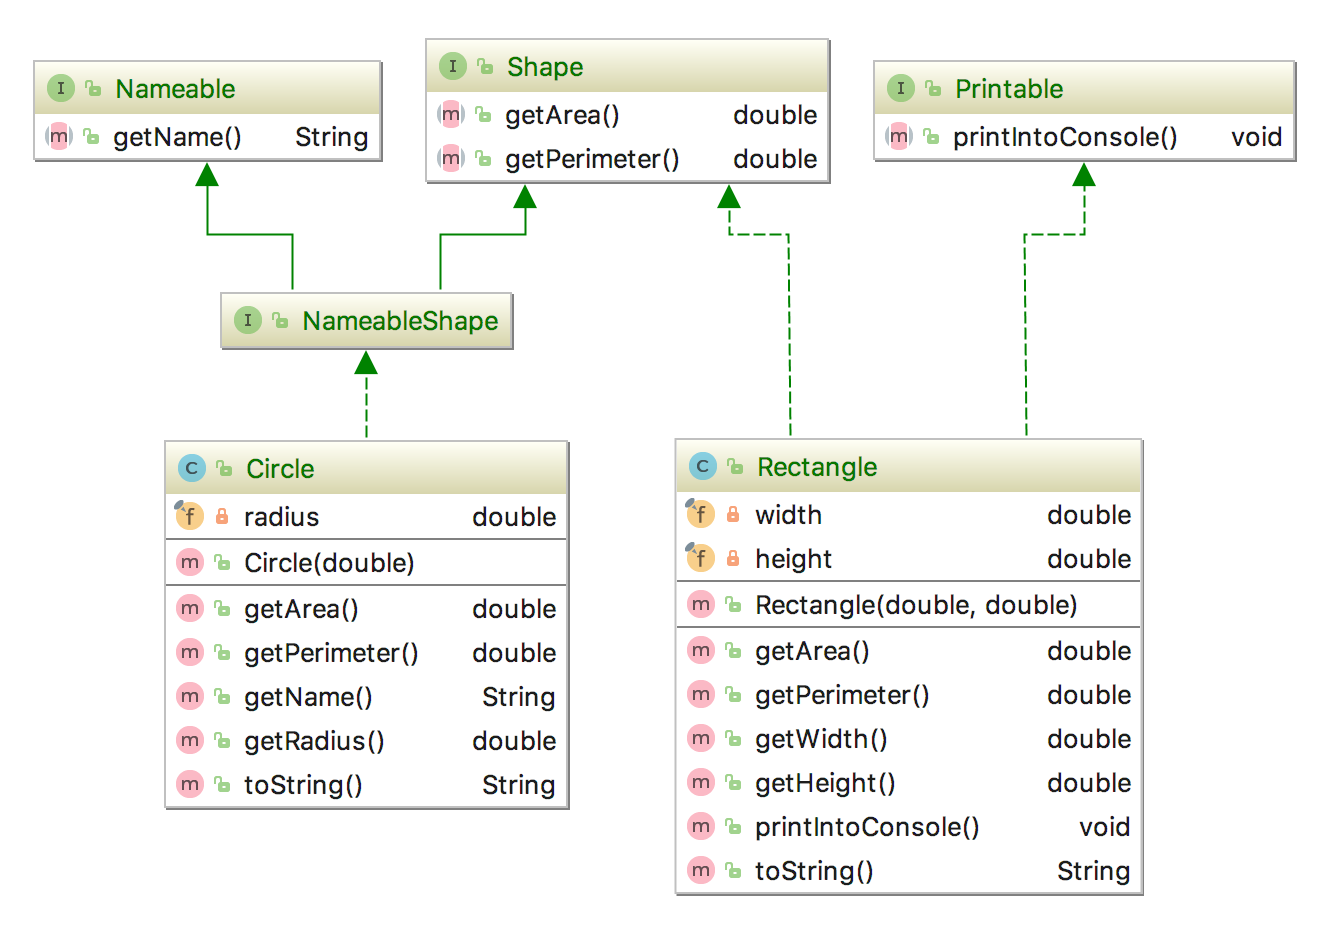 I Nameable
m getName() String
I Shape
m getArea() double
m getPerimeter() double
I Printable
m printIntoConsole() void
I NameableShape
C Circle
f radius double
m Circle(double)
m getArea() double
m getPerimeter() double
m getName() String
m getRadius() double
m toString() String
C Rectangle
f width double
f height double
m Rectangle(double, double)
m getArea() double
m getPerimeter() double
m getWidth() double
m getHeight() double
m printIntoConsole() void
m toString() String